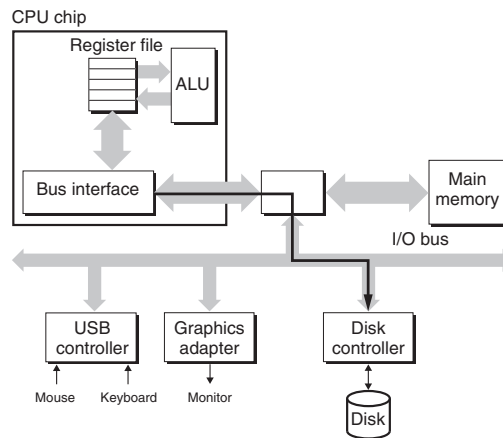 CPU chip
Register file
ALU
Bus interface
Main
memory
I/O bus
USB
controller
Graphics
adapter
Disk
controller
Mouse
Keyboard
Monitor
Disk